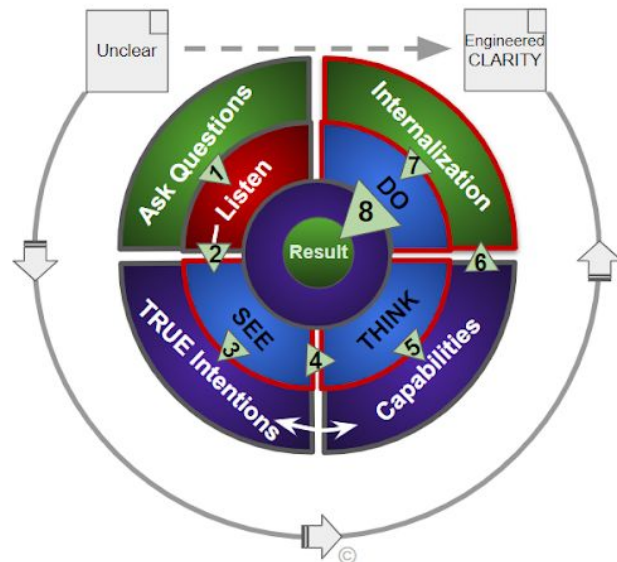 Unclear
Engineered
CLARITY
Ask Questions
Internalization
1
Listen
7
DO
8
2
Result
6
SEE
THINK
3
4
5
TRUE Intentions
Capabilities
©